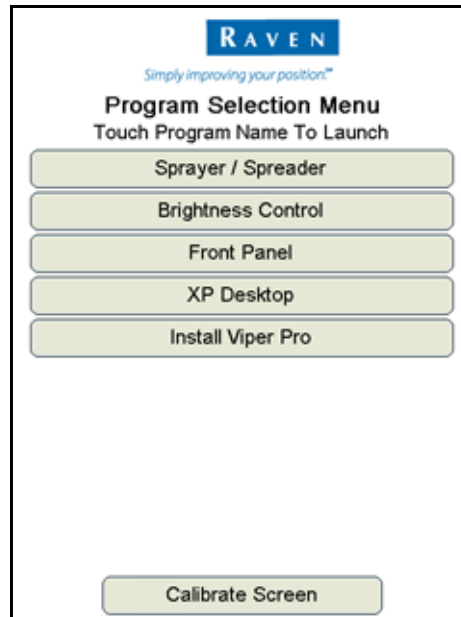 RAVEN
Simply improving your position.℠
Program Selection Menu
Touch Program Name To Launch
Sprayer / Spreader
Brightness Control
Front Panel
XP Desktop
Install Viper Pro
Calibrate Screen